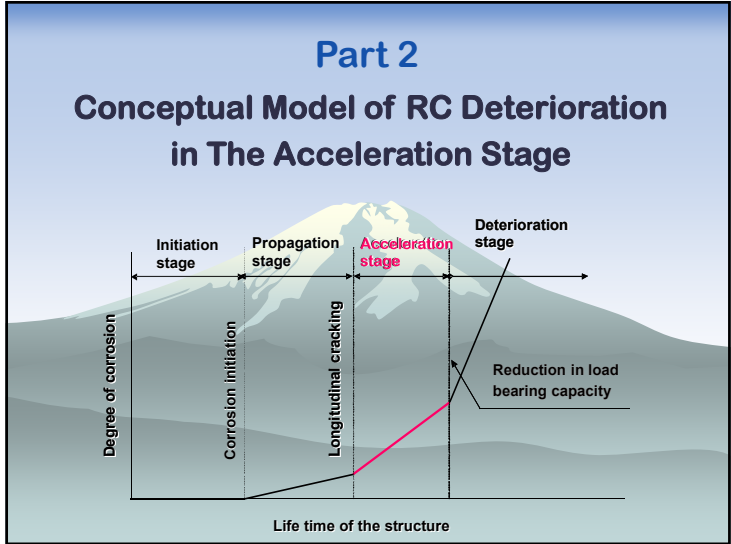 Part 2
Conceptual Model of RC Deterioration
in The Acceleration Stage
Initiation
stage
Propagation
stage
Acceleration
stage
Deterioration
stage
Degree of corrosion
Corrosion initiation
Longitudinal cracking
Reduction in load
bearing capacity
Life time of the structure